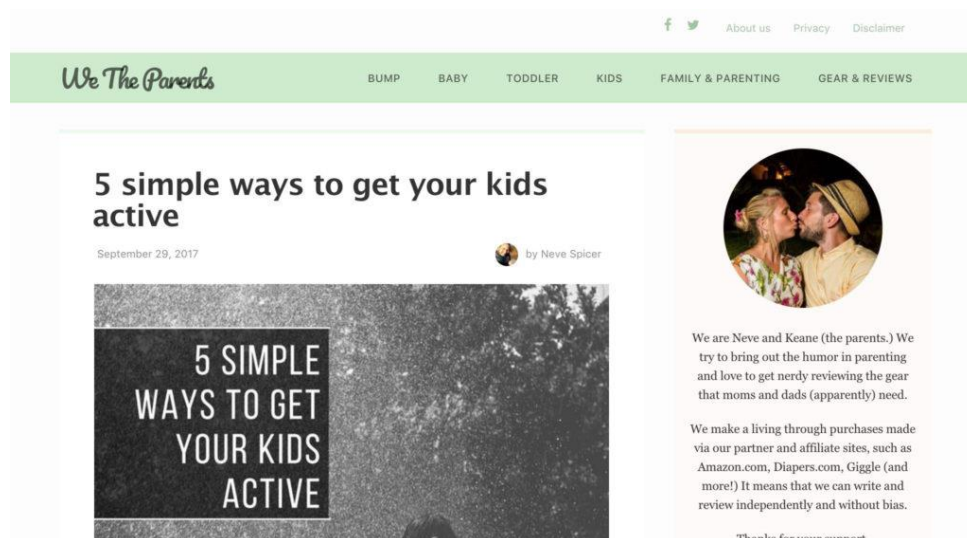 About us Privacy Disclaimer
We The Parents
BUMP BABY TODDLER KIDS FAMILY & PARENTING GEAR & REVIEWS
5 simple ways to get your kids
active
September 29, 2017
by Neve Spicer
5 SIMPLE
WAYS TO GET
YOUR KIDS
ACTIVE
We are Neve and Keane (the parents.) We
try to bring out the humor in parenting
and love to get nerdy reviewing the gear
that moms and dads (apparently) need.
We make a living through purchases made
via our partner and affiliate sites, such as
Amazon.com, Diapers.com, Giggle (and
more!) It means that we can write and
review independently and without bias.
Thanks for your support